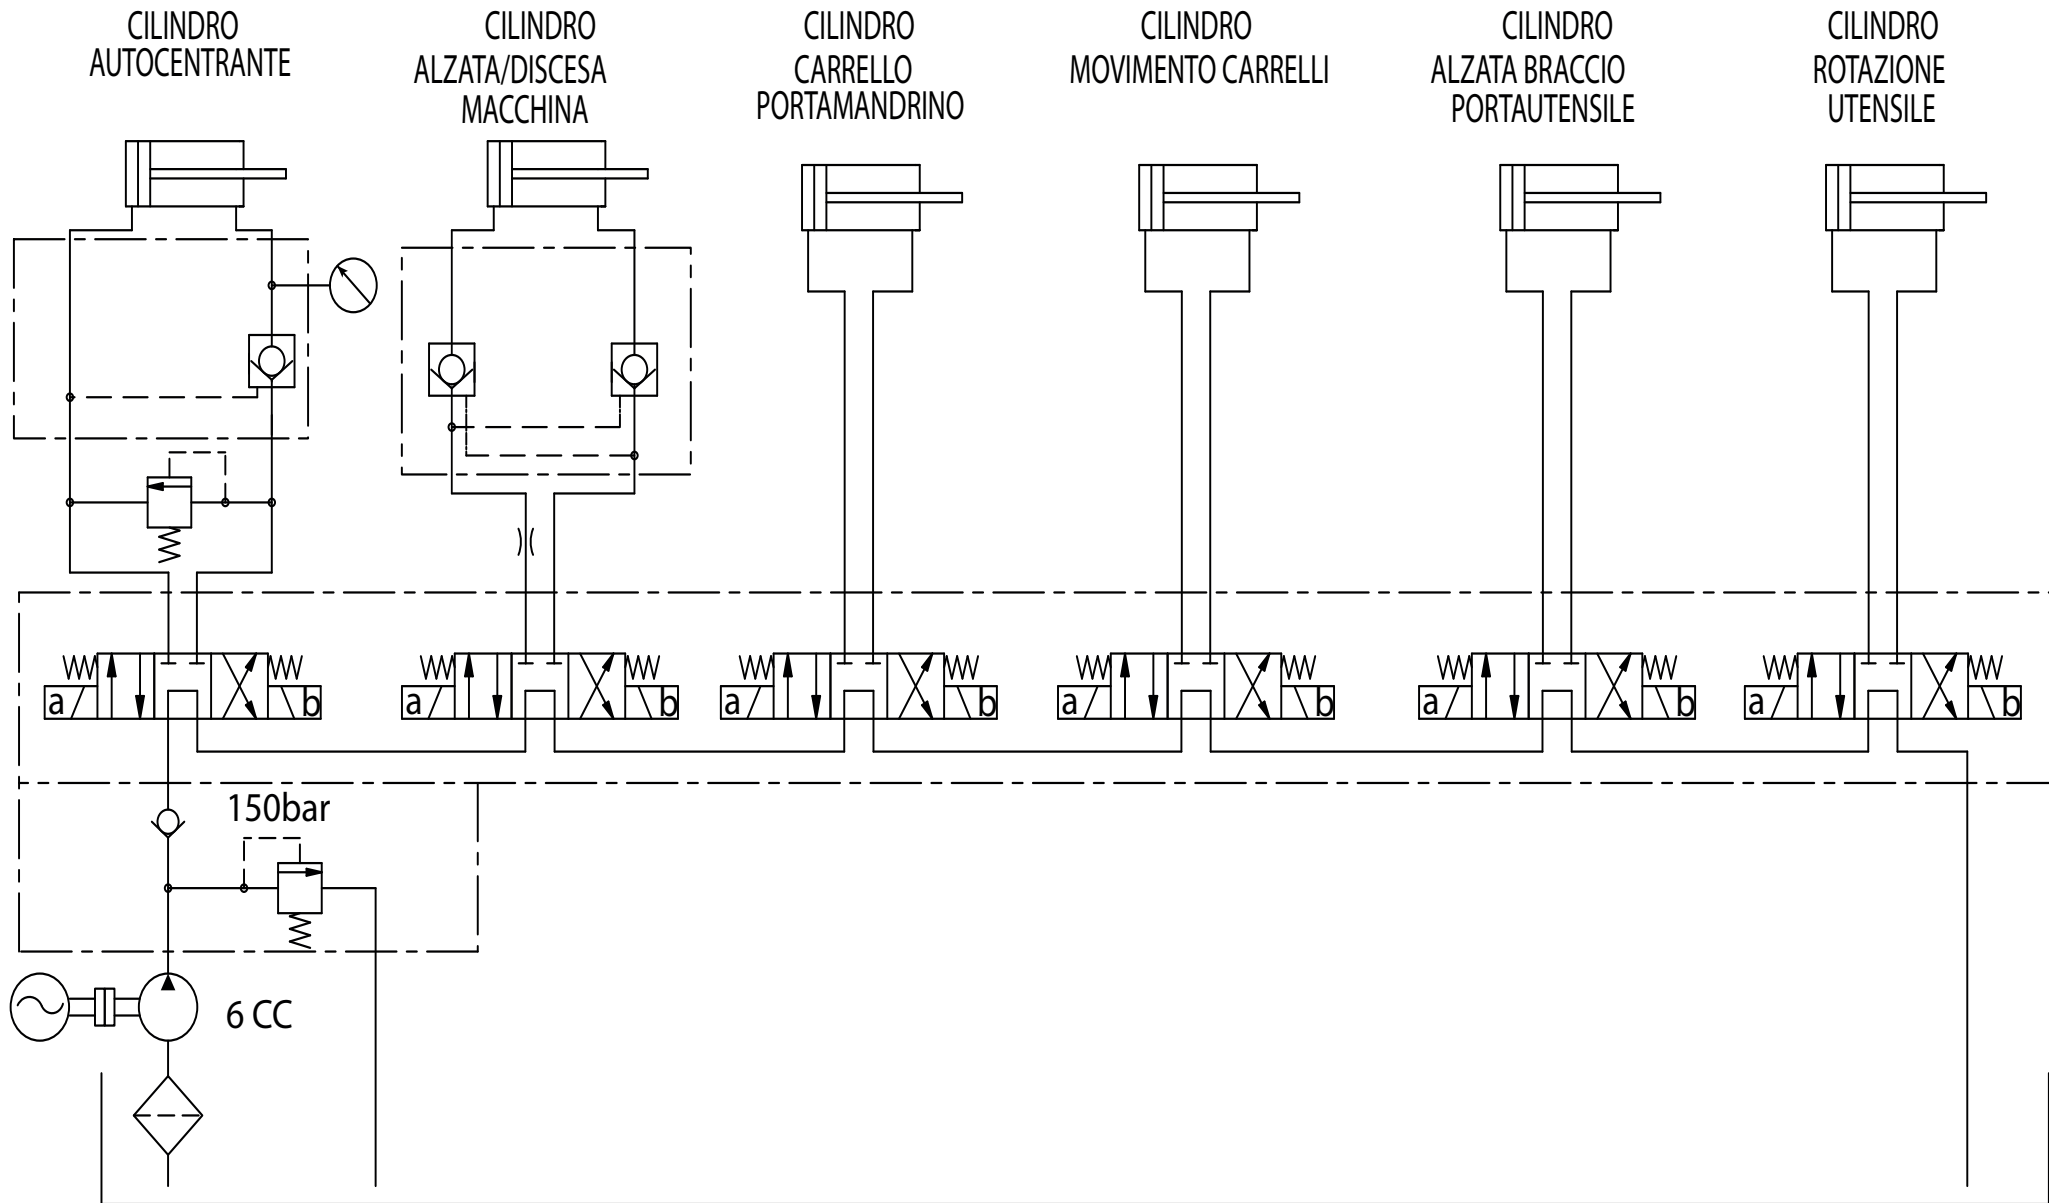 CILINDRO
AUTOCENTRANTE
CILINDRO
ALZATA/DISCESA
MACCHINA
CILINDRO
CARRELLO
PORTAMANDRINO
CILINDRO
MOVIMENTO CARRELLI
CILINDRO
ALZATA BRACCIO
PORTAUTENSILE
CILINDRO
ROTAZIONE
UTENSILE
a b a b a b a b a b a b
150bar
6 CC